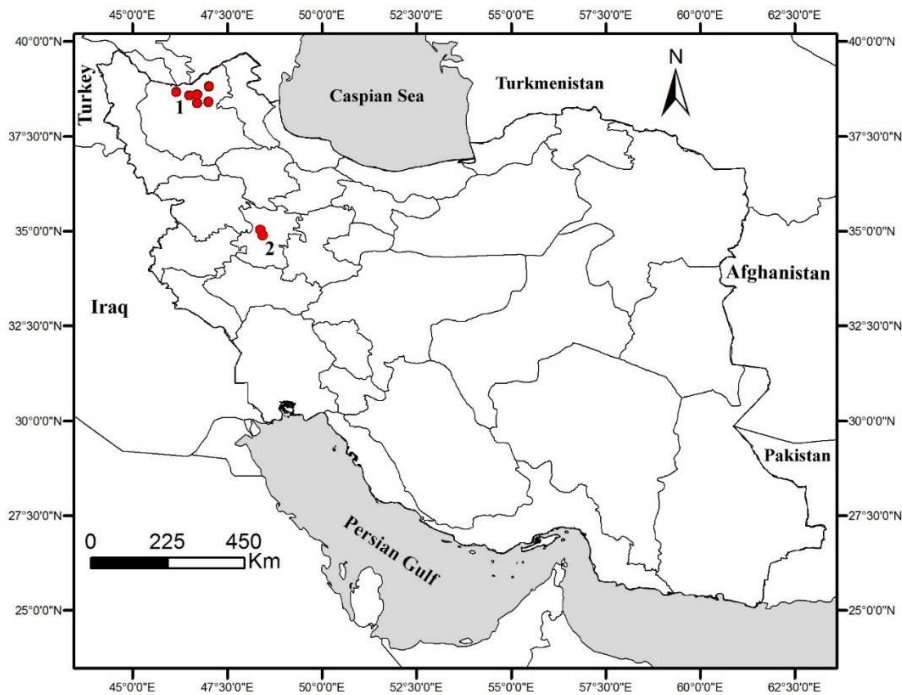 45°0'0"E 47°30'0"E 50°0'0"E 52°30'0"E 55°0'0"E 57°30'0"E 60°0'0"E 62°30'0"E
40°0'0"N 40°0'0"N
N
Turkey
Caspian Sea
Turkmenistan
1
37°30'0"N 37°30'0"N
35°0'0"N 35°0'0"N
2
Afghanistan
Iraq
32°30'0"N 32°30'0"N
30°0'0"N 30°0'0"N
Pakistan
27°30'0"N 27°30'0"N
Persian Gulf
0 225 450
Km
25°0'0"N 25°0'0"N
45°0'0"E 47°30'0"E 50°0'0"E 52°30'0"E 55°0'0"E 57°30'0"E 60°0'0"E 62°30'0"E